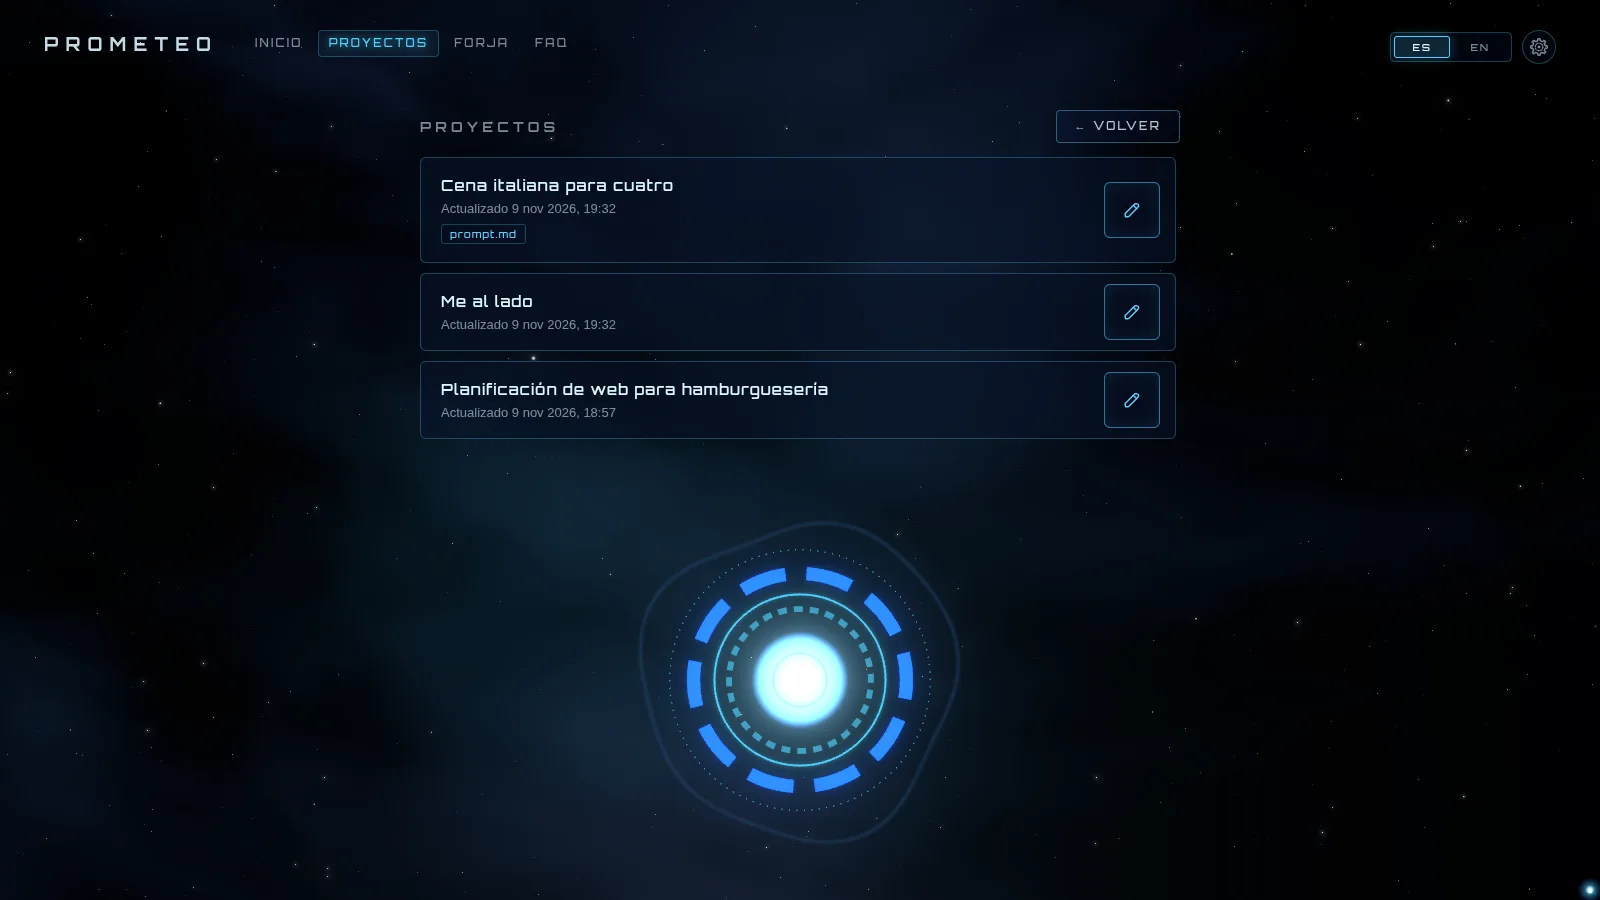 PROMETEO
INICIO PROYECTOS FORJA FAQ
ES EN
PROYECTOS
← VOLVER
Cena italiana para cuatro
Actualizado 9 nov 2026, 19:32
prompt.md
Me al lado
Actualizado 9 nov 2026, 19:32
Planificación de web para hamburguesería
Actualizado 9 nov 2026, 18:57